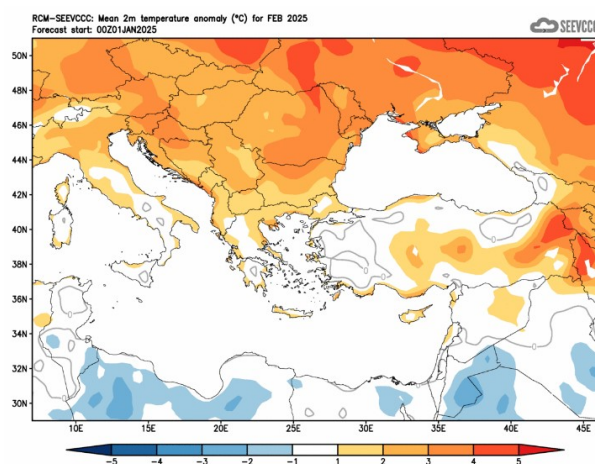 RCM-SEEVCCC: Mean 2m temperature anomaly (°C) for FEB 2025
Forecast start: 00Z01JAN2025
SEEVCCC
50N
48N
46N
44N
42N
40N
38N
36N
34N
32N
30N
10E 15E 20E 25E 30E 35E 40E 45E
-5 -4 -3 -2 -1 1 2 3 4 5